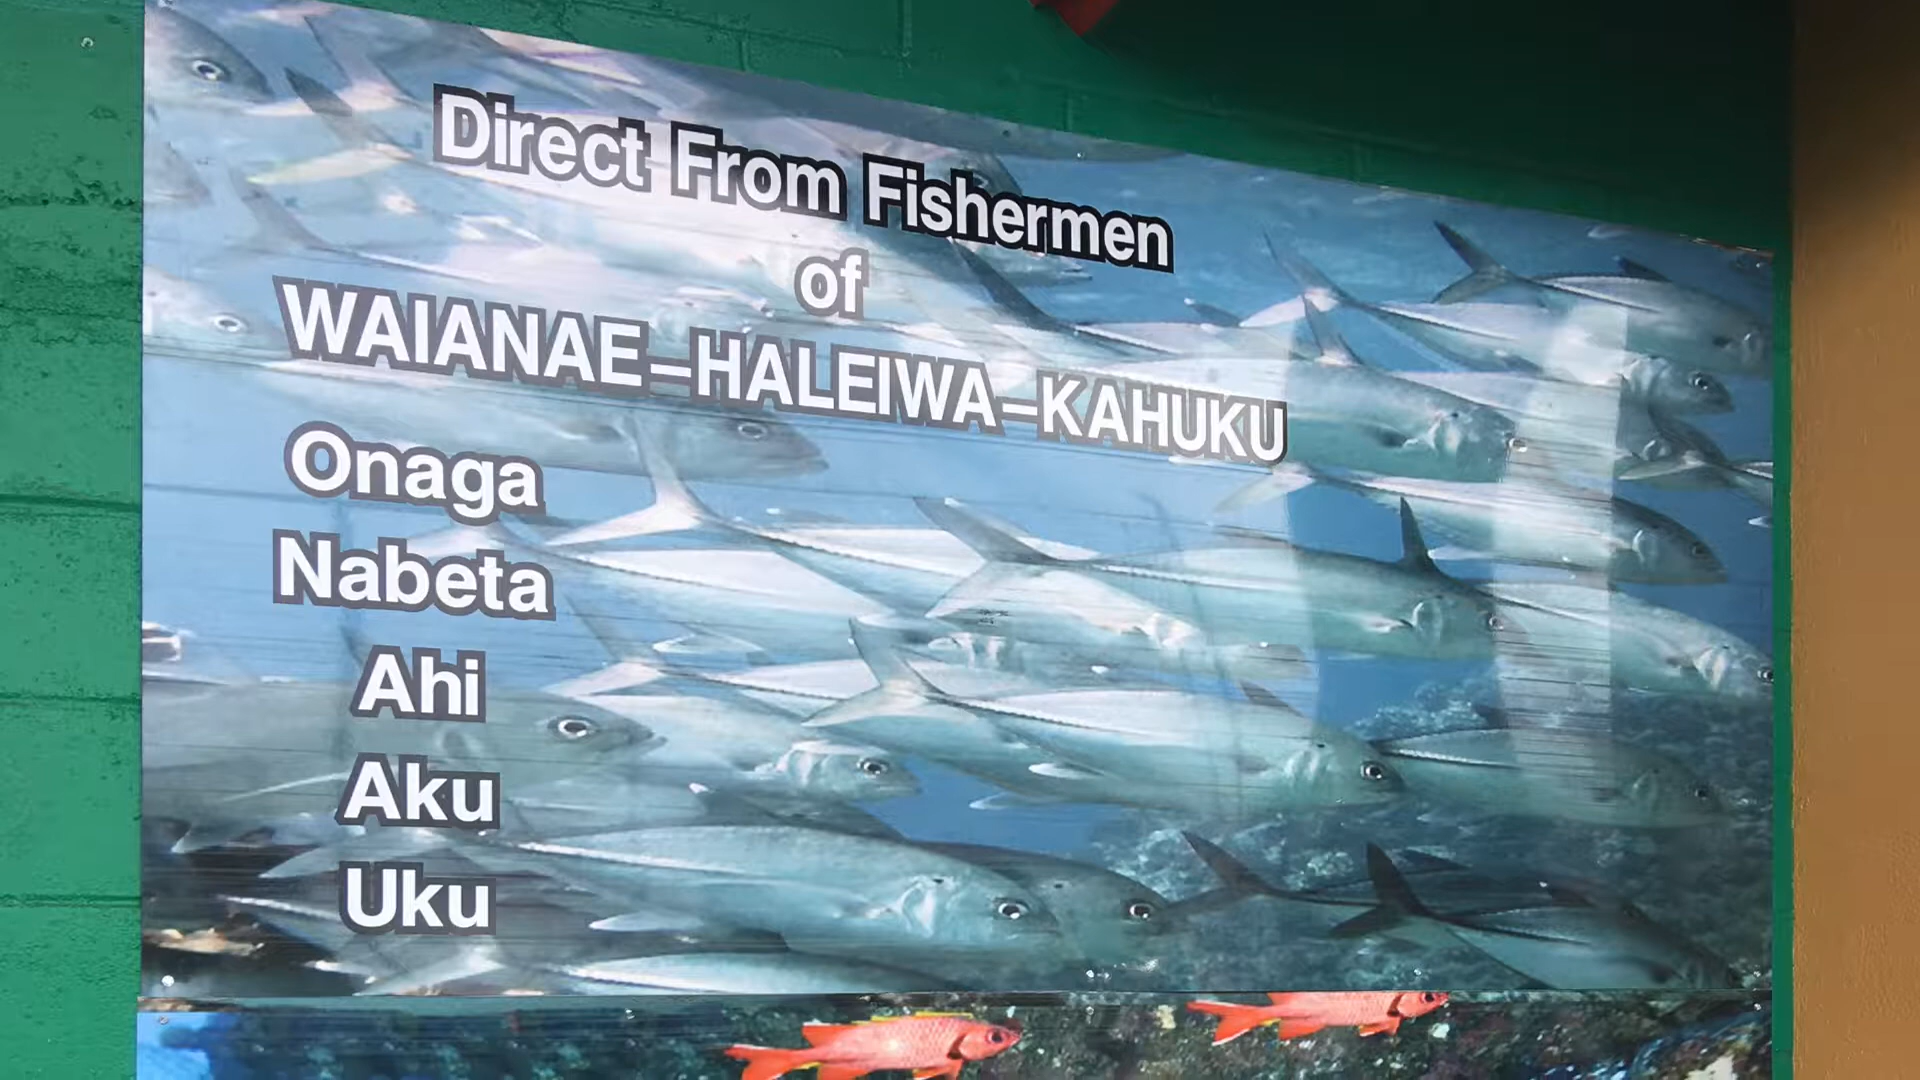 Direct From Fishermen
of
WAIANAE–HALEIWA–KAHUKU
Onaga
Nabeta
Ahi
Aku
Uku